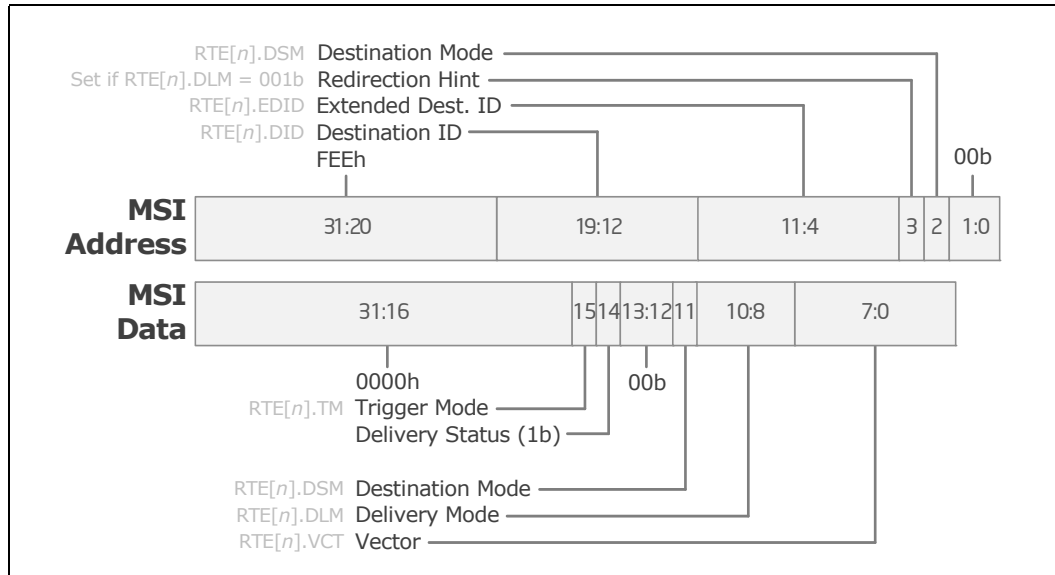 RTE[n].DSM Destination Mode
Set if RTE[n].DLM = 001b Redirection Hint
RTE[n].EDID Extended Dest. ID
RTE[n].DID Destination ID
FEEh 00b
MSI Address 31:20 19:12 11:4 3 2 1:0
MSI Data 31:16 15 14 13:12 11 10:8 7:0
0000h 00b
RTE[n].TM Trigger Mode
Delivery Status (1b)
RTE[n].DSM Destination Mode
RTE[n].DLM Delivery Mode
RTE[n].VCT Vector